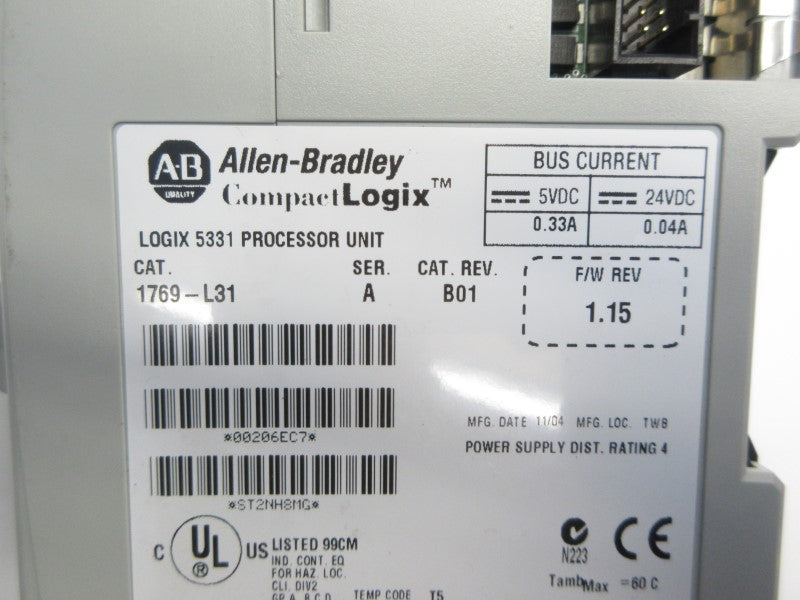 A·B Allen-Bradley
QUALITY CompactLogix™
LOGIX 5331 PROCESSOR UNIT
BUS CURRENT
5VDC 24VDC
0.33A 0.04A
CAT. SER. CAT. REV.
1769-L31 A B01
F/W REV
1.15
*00206EC7*
MFG. DATE 11/04 MFG. LOC. TWB
POWER SUPPLY DIST. RATING 4
*ST2NH8MG*
C UL ® US LISTED 99CM
IND. CONT. EQ
FOR HAZ. LOC.
CLI, DIV2
GP. A, B, C, D TEMP CODE T5
N223 CE
Tamb Max =60 C